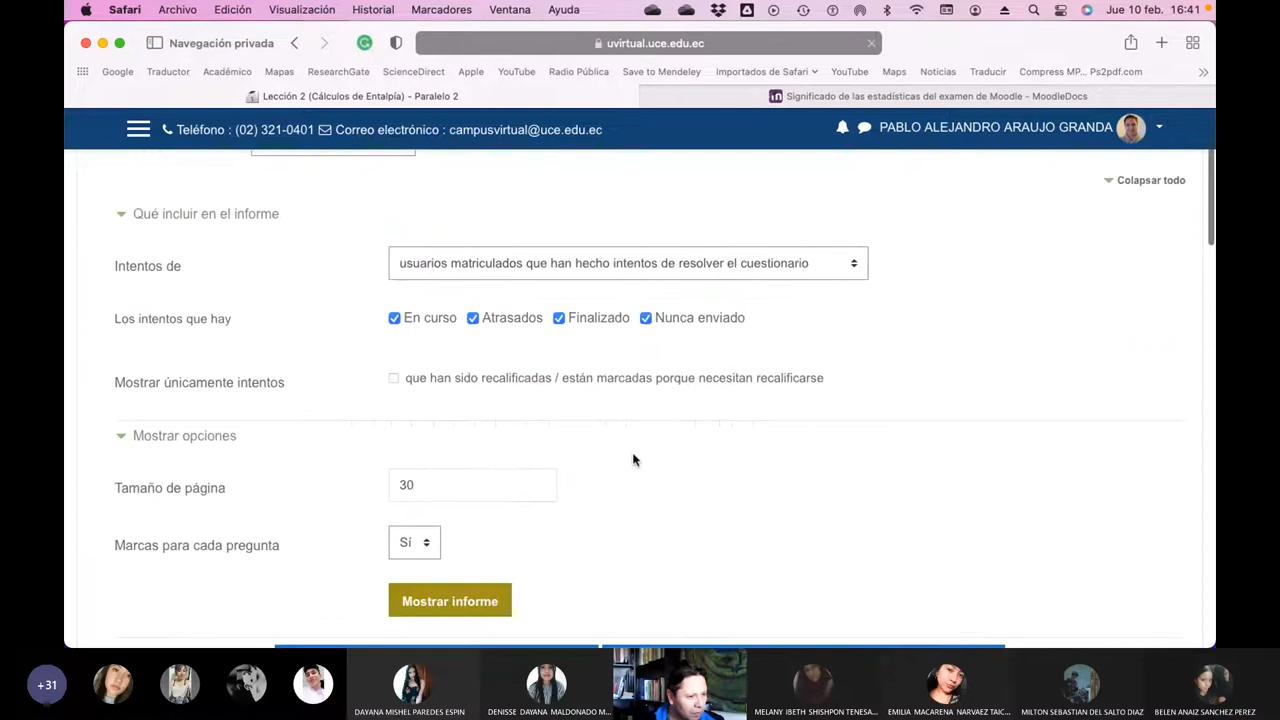 Safari Archivo Edición Visualización Historial Marcadores Ventana Ayuda Jue 10 feb. 16:41
Navegación privada uvirtual.uce.edu.ec
Google Traductor Académico Mapas ResearchGate ScienceDirect Apple YouTube Radio Pública Save to Mendeley Importados de Safari YouTube Maps Noticias Traducir Compress MP... Ps2pdf.com
Lección 2 (Cálculos de Entalpía) - Paralelo 2 Significado de las estadísticas del examen de Moodle - MoodleDocs
Teléfono : (02) 321-0401 Correo electrónico : campusvirtual@uce.edu.ec PABLO ALEJANDRO ARAUJO GRANDA
Colapsar todo
Qué incluir en el informe
Intentos de usuarios matriculados que han hecho intentos de resolver el cuestionario
Los intentos que hay En curso Atrasados Finalizado Nunca enviado
Mostrar únicamente intentos que han sido recalificadas / están marcadas porque necesitan recalificarse
Mostrar opciones
Tamaño de página 30
Marcas para cada pregunta Sí
Mostrar informe
+31
DAYANA MISHEL PAREDES ESPIN DENISSE DAYANA MALDONADO M... MELANY IBETH SHISHPON TENESA... EMILIA MACARENA NARVAEZ TAIC... MILTON SEBASTIAN DEL SALTO DIAZ BELEN ANAIZ SANCHEZ PEREZ